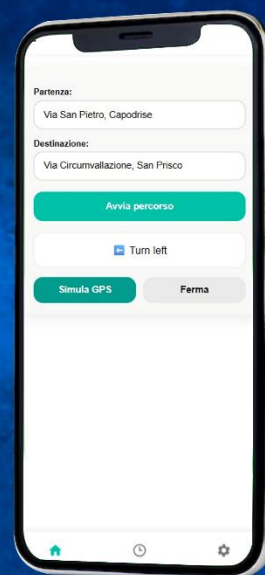 Partenza:
Via San Pietro, Capodrise
Destinazione:
Via Circumvallazione, San Prisco
Avvia percorso
Turn left
Simula GPS
Ferma